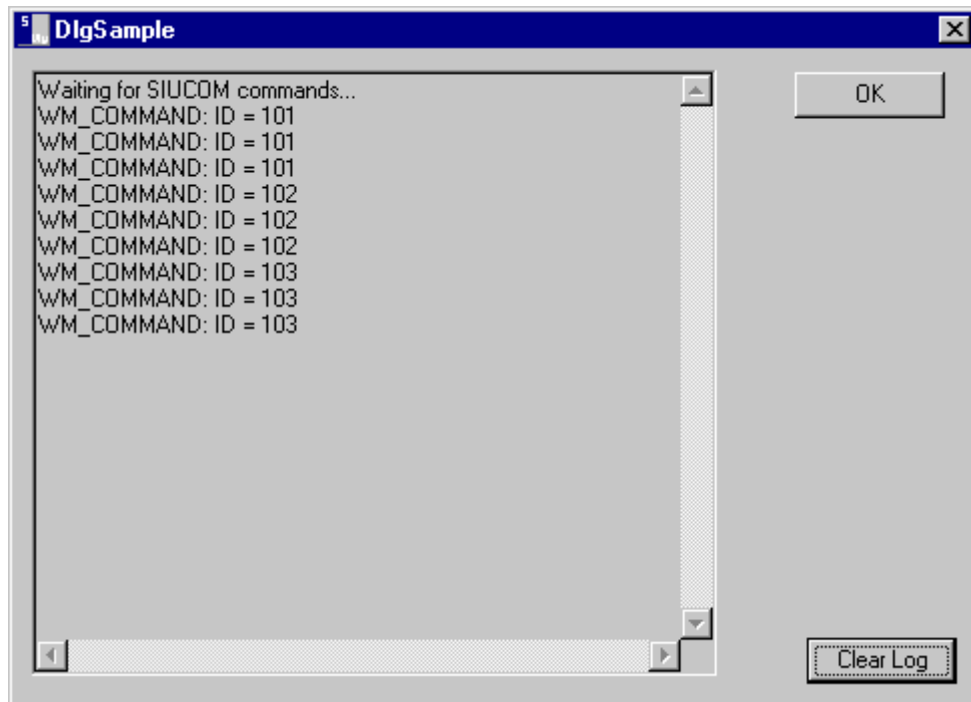 DlgSample
Waiting for SIUCOM commands...
WM_COMMAND: ID = 101
WM_COMMAND: ID = 101
WM_COMMAND: ID = 101
WM_COMMAND: ID = 102
WM_COMMAND: ID = 102
WM_COMMAND: ID = 102
WM_COMMAND: ID = 103
WM_COMMAND: ID = 103
WM_COMMAND: ID = 103
OK
Clear Log